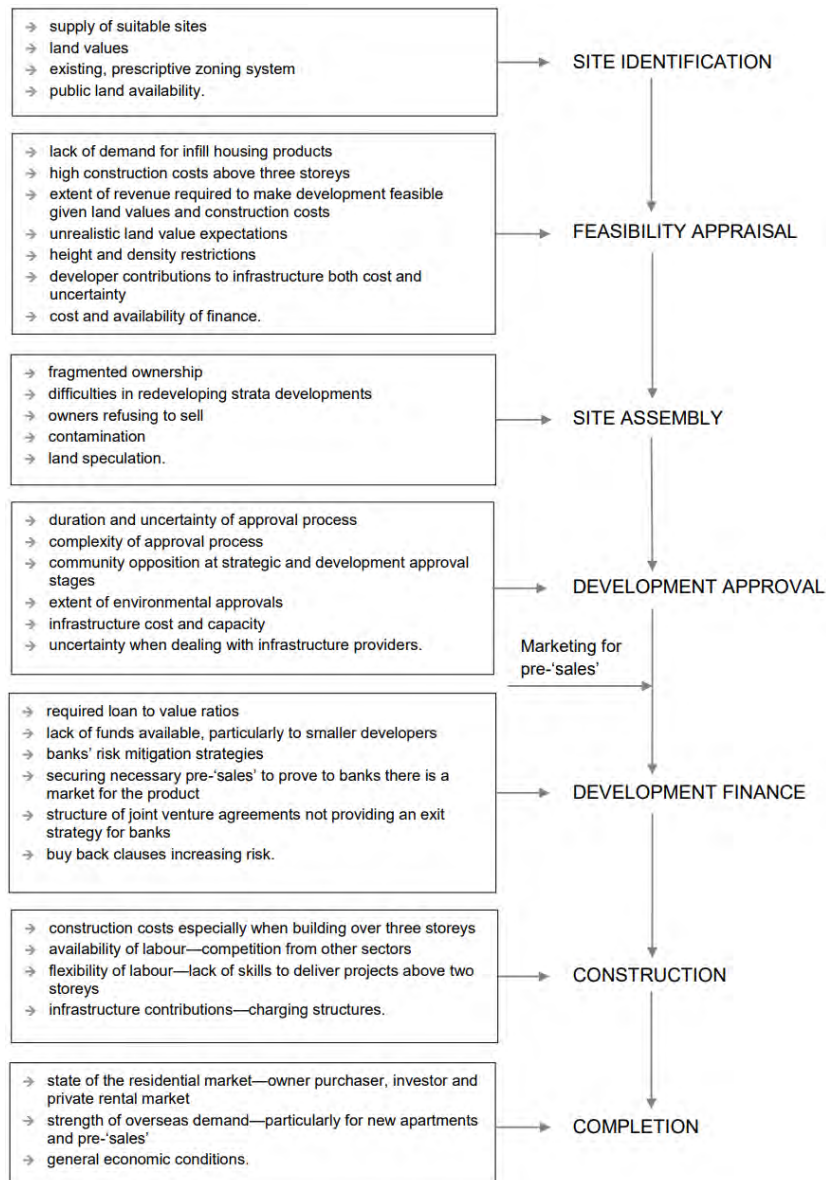 → supply of suitable sites
→ land values
→ existing, prescriptive zoning system
→ public land availability.
SITE IDENTIFICATION
→ lack of demand for infill housing products
→ high construction costs above three storeys
→ extent of revenue required to make development feasible
given land values and construction costs
→ unrealistic land value expectations
→ height and density restrictions
→ developer contributions to infrastructure both cost and
uncertainty
→ cost and availability of finance.
FEASIBILITY APPRAISAL
→ fragmented ownership
→ difficulties in redeveloping strata developments
→ owners refusing to sell
→ contamination
→ land speculation.
SITE ASSEMBLY
→ duration and uncertainty of approval process
→ complexity of approval process
→ community opposition at strategic and development approval
stages
→ extent of environmental approvals
→ infrastructure cost and capacity
→ uncertainty when dealing with infrastructure providers.
DEVELOPMENT APPROVAL
Marketing for
pre-‘sales’
→ required loan to value ratios
→ lack of funds available, particularly to smaller developers
→ banks’ risk mitigation strategies
→ securing necessary pre-‘sales’ to prove to banks there is a
market for the product
→ structure of joint venture agreements not providing an exit
strategy for banks
→ buy back clauses increasing risk.
DEVELOPMENT FINANCE
→ construction costs especially when building over three storeys
→ availability of labour—competition from other sectors
→ flexibility of labour—lack of skills to deliver projects above two
storeys
→ infrastructure contributions—charging structures.
CONSTRUCTION
→ state of the residential market—owner purchaser, investor and
private rental market
→ strength of overseas demand—particularly for new apartments
and pre-‘sales’
→ general economic conditions.
COMPLETION